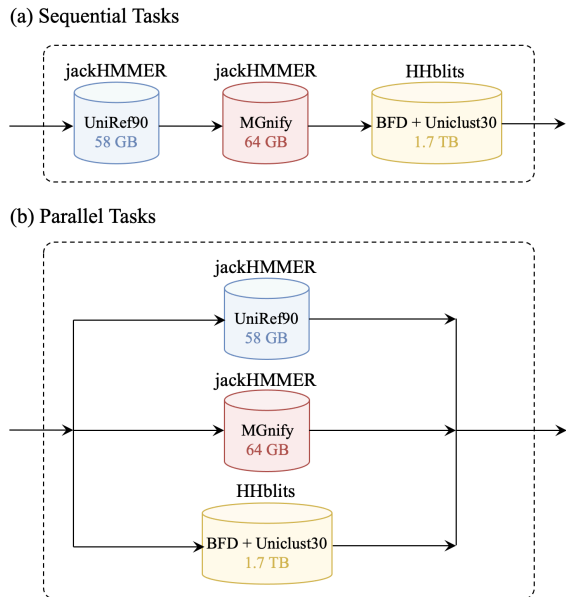 (a) Sequential Tasks
jackHMMER
jackHMMER
HHblits
UniRef90
58 GB
MGnify
64 GB
BFD + Uniclust30
1.7 TB
(b) Parallel Tasks
jackHMMER
UniRef90
58 GB
jackHMMER
MGnify
64 GB
HHblits
BFD + Uniclust30
1.7 TB